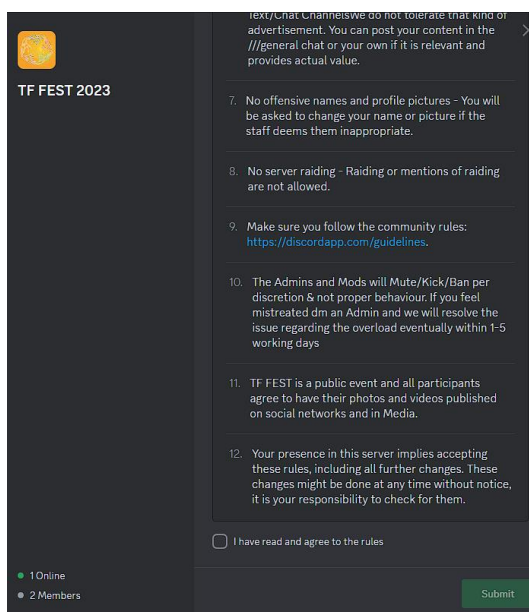 Text/Chat ChannelsWe do not tolerate that kind of
advertisement. You can post your content in the
///general chat or your own if it is relevant and
provides actual value.
TF FEST 2023
7. No offensive names and profile pictures - You will
be asked to change your name or picture if the
staff deems them inappropriate.
8. No server raiding - Raiding or mentions of raiding
are not allowed.
9. Make sure you follow the community rules:
https://discordapp.com/guidelines.
10. The Admins and Mods will Mute/Kick/Ban per
discretion & not proper behaviour. If you feel
mistreated dm an Admin and we will resolve the
issue regarding the overload eventually within 1-5
working days
11. TF FEST is a public event and all participants
agree to have their photos and videos published
on social networks and in Media.
12. Your presence in this server implies accepting
these rules, including all further changes. These
changes might be done at any time without notice,
it is your responsibility to check for them.
I have read and agree to the rules
1 Online
2 Members
Submit